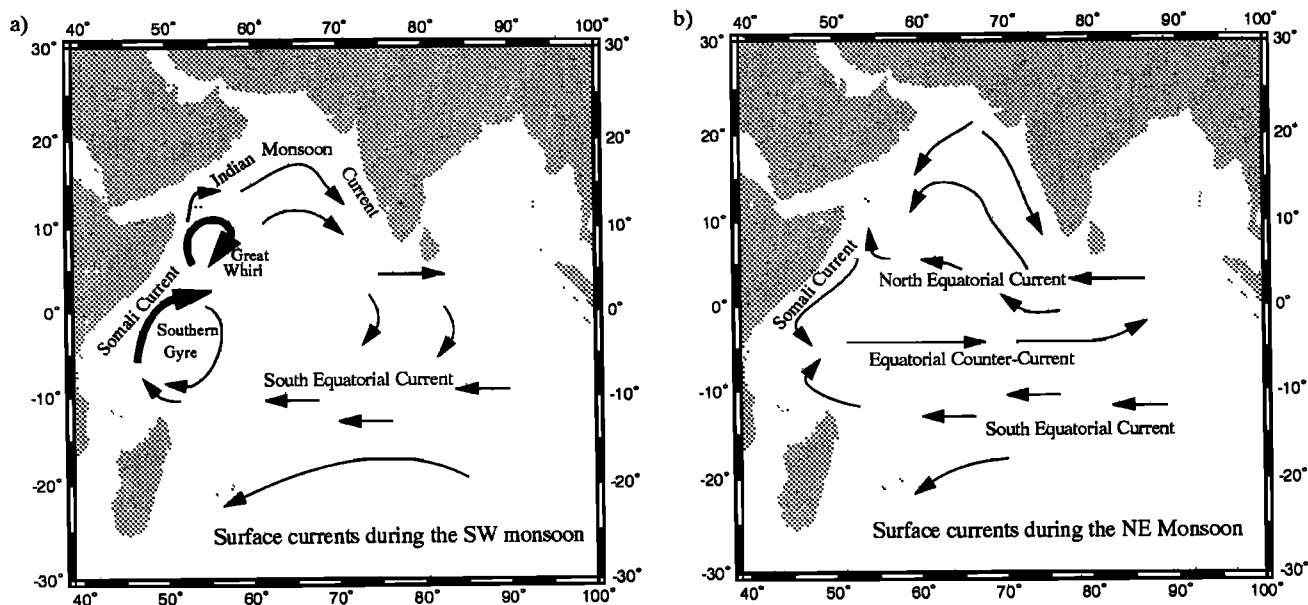 a)
40° 50° 60° 70° 80° 90° 100°
30° 30°
20° 20°
10° 10°
0° 0°
-10° -10°
-20° -20°
-30° -30°
40° 50° 60° 70° 80° 90° 100°
Indian Monsoon Current
Great
Whirl
Somali Current
Southern
Gyre
South Equatorial Current
Surface currents during the SW monsoon
b)
40° 50° 60° 70° 80° 90° 100°
30° 30°
20° 20°
10° 10°
0° 0°
-10° -10°
-20° -20°
-30° -30°
40° 50° 60° 70° 80° 90° 100°
Somali Current
North Equatorial Current
Equatorial Counter-Current
South Equatorial Current
Surface currents during the NE Monsoon